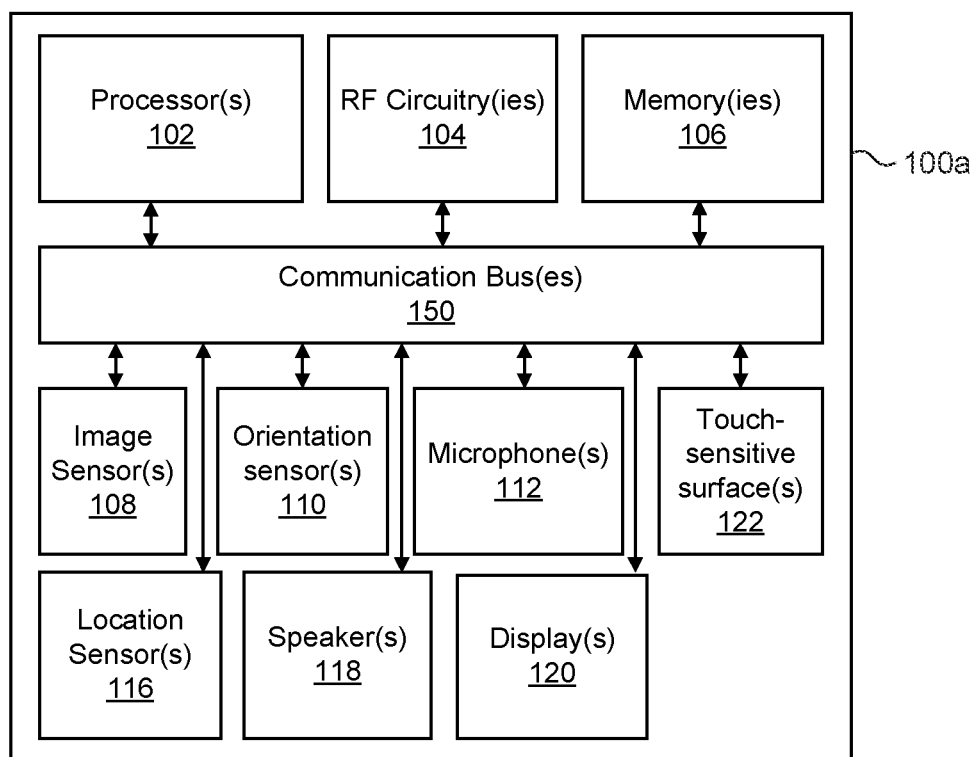 Processor(s)
102
RF Circuitry(ies)
104
Memory(ies)
106
100a
Communication Bus(es)
150
Image
Sensor(s)
108
Orientation
sensor(s)
110
Microphone(s)
112
Touch-
sensitive
surface(s)
122
Location
Sensor(s)
116
Speaker(s)
118
Display(s)
120